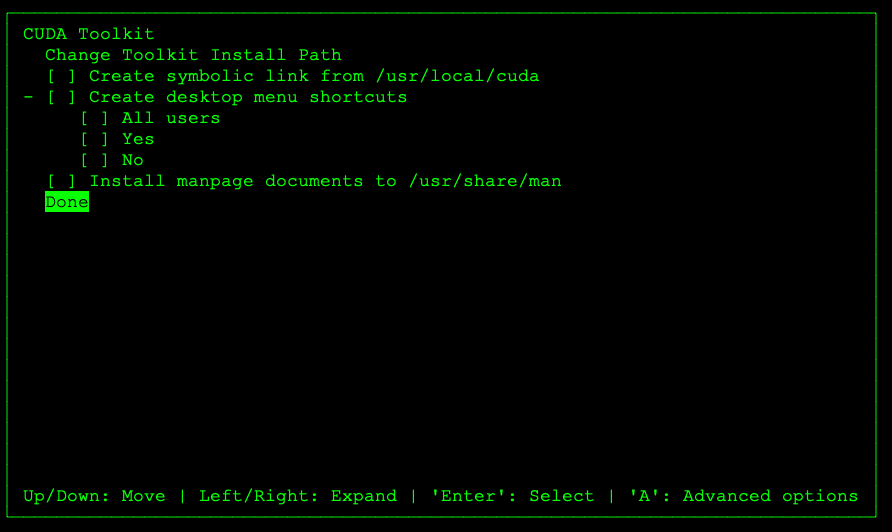 CUDA Toolkit
Change Toolkit Install Path
[ ] Create symbolic link from /usr/local/cuda
- [ ] Create desktop menu shortcuts
[ ] All users
[ ] Yes
[ ] No
[ ] Install manpage documents to /usr/share/man
Done
Up/Down: Move | Left/Right: Expand | 'Enter': Select | 'A': Advanced options